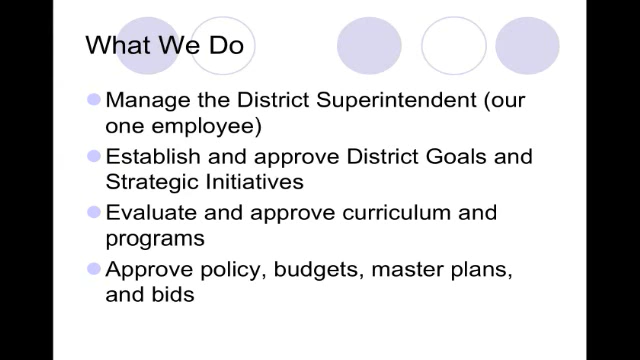 What We Do
Manage the District Superintendent (our
one employee)
Establish and approve District Goals and
Strategic Initiatives
Evaluate and approve curriculum and
programs
Approve policy, budgets, master plans,
and bids